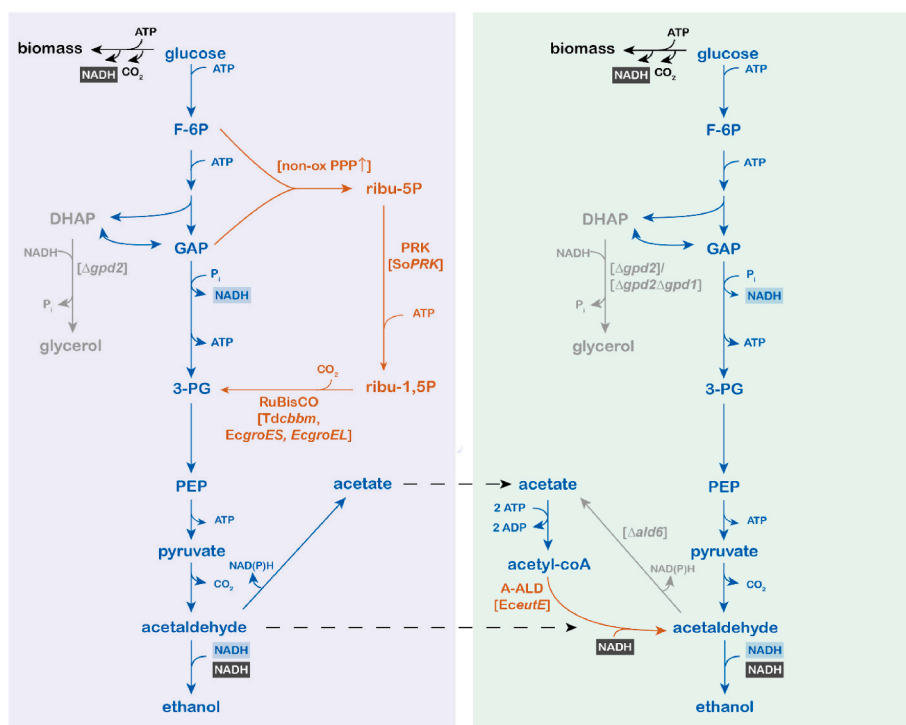 biomass
ATP
glucose
NADH
CO2
ATP
F-6P
ATP
[non-ox PPP↑]
ribu-5P
DHAP
GAP
NADH
[Δgpd2]
Pi
NADH
PRK
[SoPRK]
Pi
ATP
ATP
glycerol
3-PG
CO2
ribu-1,5P
RuBisCO
[Tdcbbm,
EcgroES, EcgroEL]
PEP
acetate
ATP
pyruvate
NAD(P)H
CO2
acetaldehyde
NADH
NADH
ethanol
biomass
ATP
glucose
NADH
CO2
ATP
F-6P
ATP
DHAP
GAP
NADH
[Δgpd2]/
[Δgpd2Δgpd1]
Pi
NADH
Pi
ATP
glycerol
3-PG
acetate
PEP
2 ATP
2 ADP
[Δald6]
ATP
acetyl-coA
pyruvate
NAD(P)H
CO2
A-ALD
[EceutE]
NADH
acetaldehyde
NADH
NADH
ethanol